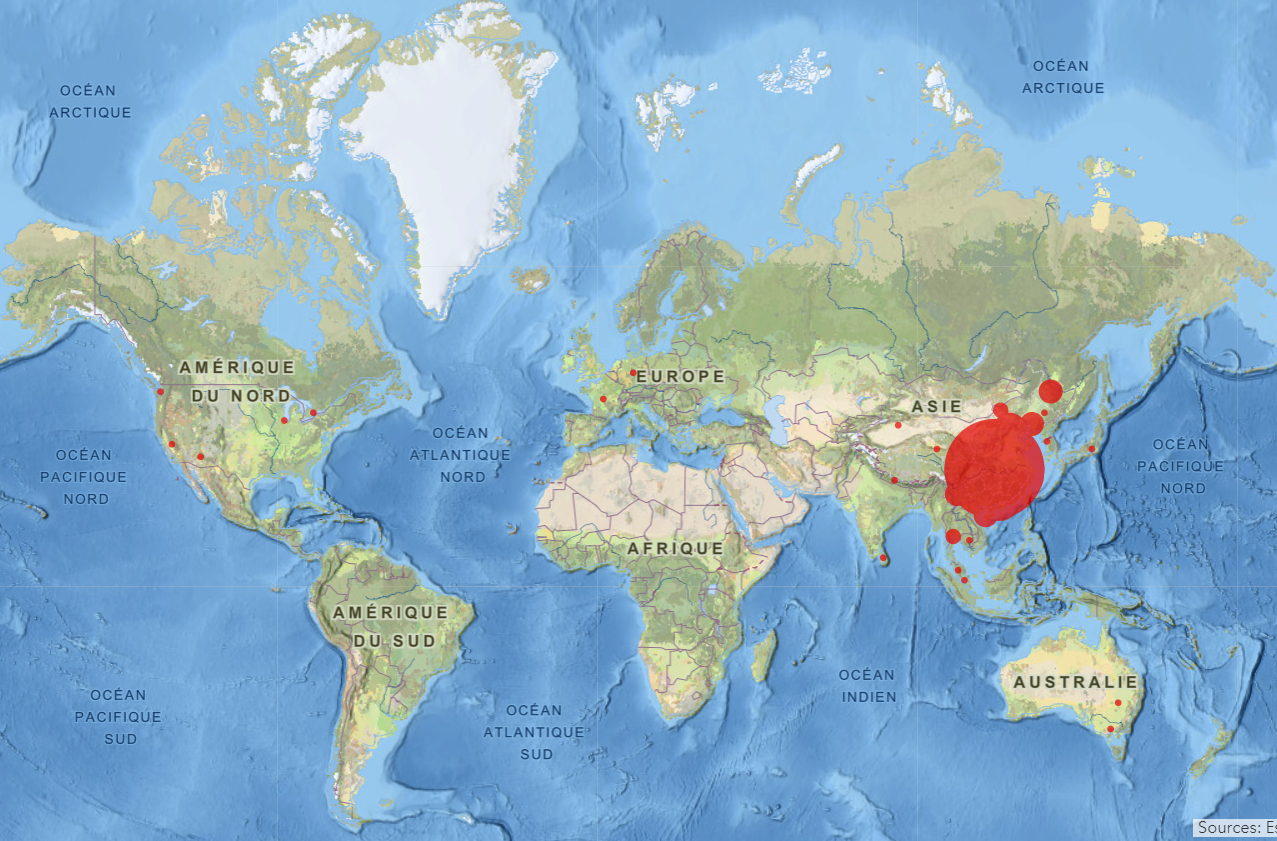 OCÉAN
ARCTIQUE
OCÉAN
ARCTIQUE
AMÉRIQUE
DU NORD
EUROPE
ASIE
OCÉAN
PACIFIQUE
NORD
OCÉAN
ATLANTIQUE
NORD
OCÉAN
PACIFIQUE
NORD
AFRIQUE
AMÉRIQUE
DU SUD
OCÉAN
INDIEN
AUSTRALIE
OCÉAN
PACIFIQUE
SUD
OCÉAN
ATLANTIQUE
SUD
Sources: Es